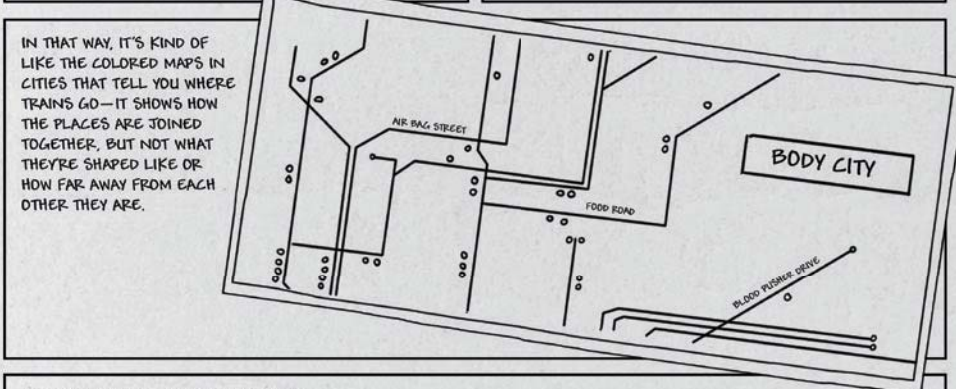 IN THAT WAY, IT'S KIND OF
LIKE THE COLORED MAPS IN
CITIES THAT TELL YOU WHERE
TRAINS GO—IT SHOWS HOW
THE PLACES ARE JOINED
TOGETHER, BUT NOT WHAT
THEY'RE SHAPED LIKE OR
HOW FAR AWAY FROM EACH
OTHER THEY ARE.
AIR BAG STREET
BODY CITY
FOOD ROAD
BLOOD PUSHER DRIVE